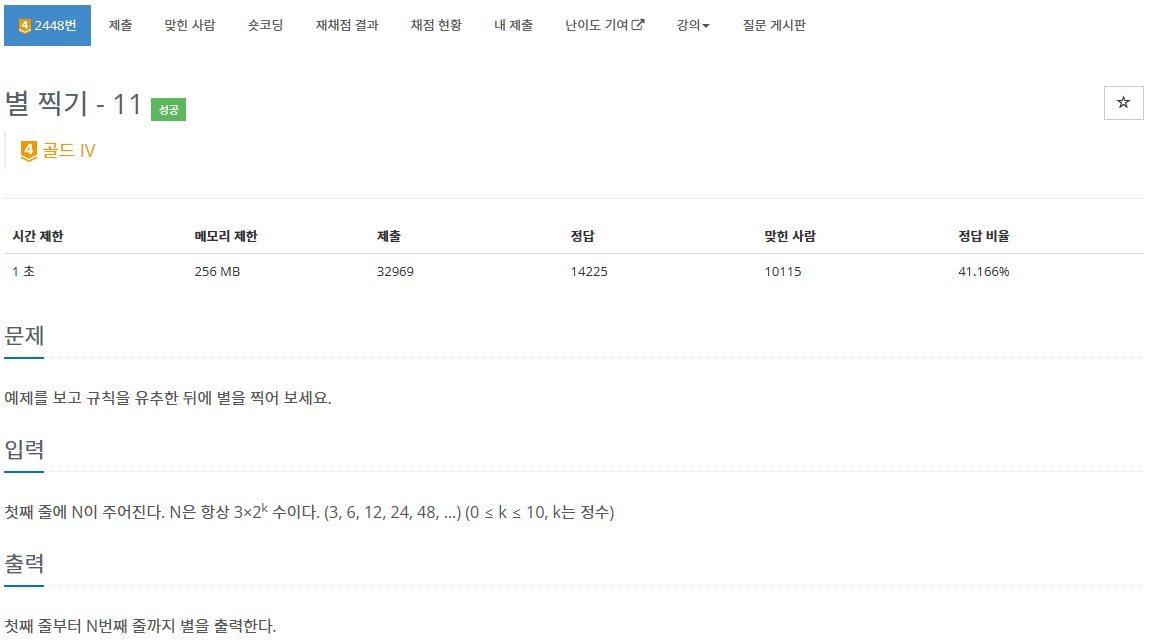 4 2448번 제출 맞힌 사람 숏코딩 재채점 결과 채점 현황 내 제출 난이도 기여 강의 질문 게시판
별 찍기 - 11 성공
4 골드 IV
시간 제한 메모리 제한 제출 정답 맞힌 사람 정답 비율
1 초 256 MB 32969 14225 10115 41.166%
문제
예제를 보고 규칙을 유추한 뒤에 별을 찍어 보세요.
입력
첫째 줄에 N이 주어진다. N은 항상 3×2ᵏ 수이다. (3, 6, 12, 24, 48, ...) (0 ≤ k ≤ 10, k는 정수)
출력
첫째 줄부터 N번째 줄까지 별을 출력한다.